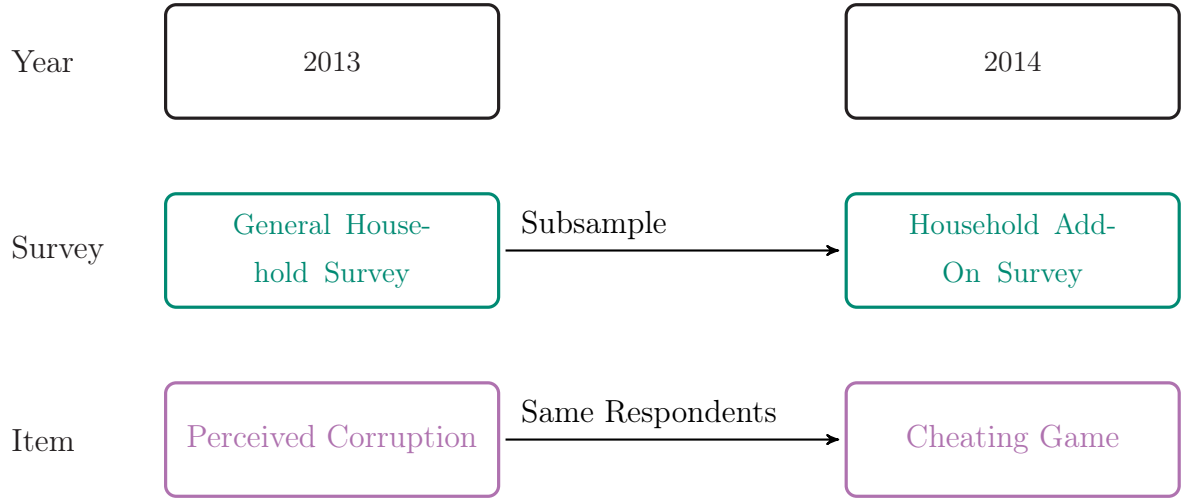 Year
2013
2014
Survey
General House-
hold Survey
Subsample
Household Add-
On Survey
Item
Perceived Corruption
Same Respondents
Cheating Game